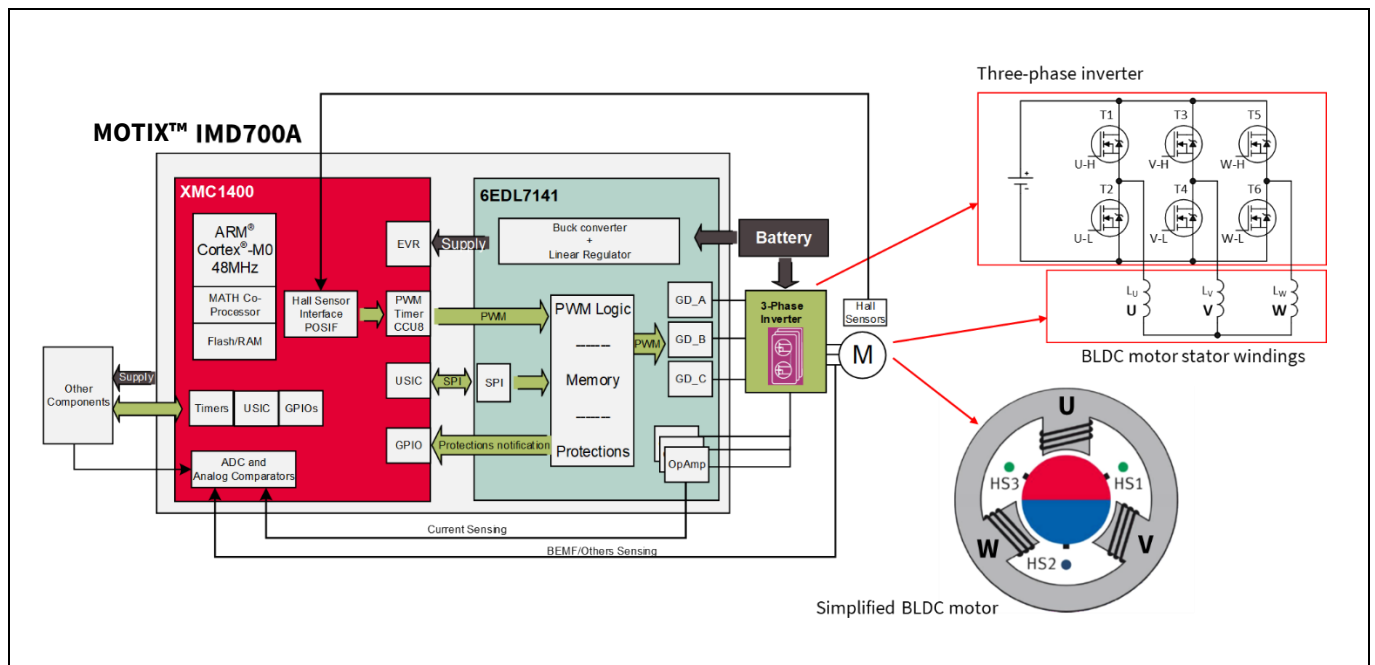 Three-phase inverter
MOTIX™ IMD700A
T1
T3
T5
U-H
V-H
W-H
T2
T4
T6
U-L
V-L
W-L
+
-
XMC1400
6EDL7141
ARM®
Cortex®-M0
48MHz
MATH Co-
Processor
Flash/RAM
Hall Sensor
Interface
POSIF
EVR
Supply
Buck converter
+
Linear Regulator
Battery
PWM
Timer
CCU8
PWM
PWM Logic
-------
Memory
-------
Protections
PWM
GD_A
GD_B
GD_C
3-Phase
Inverter
Hall
Sensors
M
LU
U
LV
V
LW
W
BLDC motor stator windings
Other
Components
Supply
USIC
SPI
SPI
Timers
USIC
GPIOs
GPIO
Protections notification
OpAmp
ADC and
Analog Comparators
Current Sensing
BEMF/Others Sensing
U
HS3
HS1
W
V
HS2
Simplified BLDC motor